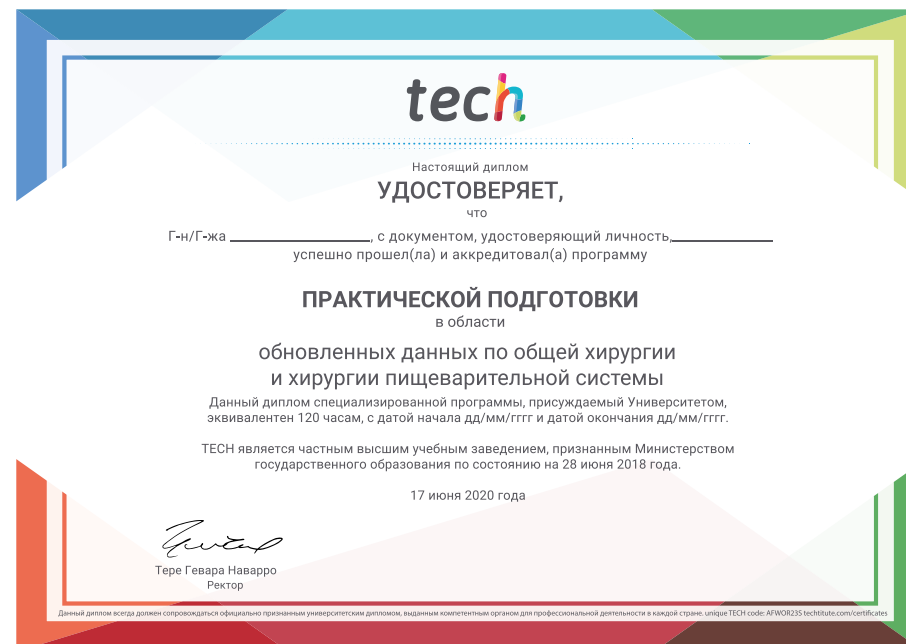 tech
Настоящий диплом
УДОСТОВЕРЯЕТ,
что
Г-н/Г-жа ____________________, с документом, удостоверяющий личность,______________
успешно прошел(ла) и аккредитовал(а) программу
ПРАКТИЧЕСКОЙ ПОДГОТОВКИ
в области
обновленных данных по общей хирургии
и хирургии пищеварительной системы
Данный диплом специализированной программы, присуждаемый Университетом,
эквивалентен 120 часам, с датой начала дд/мм/гггг и датой окончания дд/мм/гггг.
TECH является частным высшим учебным заведением, признанным Министерством
государственного образования по состоянию на 28 июня 2018 года.
17 июня 2020 года
Тере Гевара Наварро
Ректор
Данный диплом всегда должен сопровождаться официально признанным университетским дипломом, выданным компетентным органом для профессиональной деятельности в каждой стране. unique TECH code: AFWOR23S techtitute.com/certificates